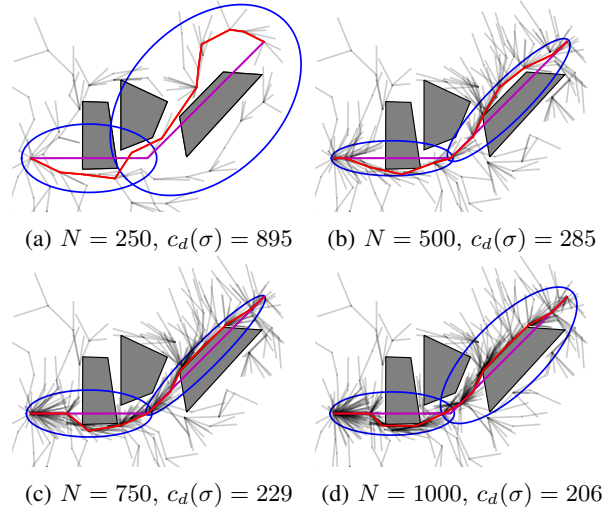 (a) N = 250, c_d(σ) = 895
(b) N = 500, c_d(σ) = 285
(c) N = 750, c_d(σ) = 229
(d) N = 1000, c_d(σ) = 206